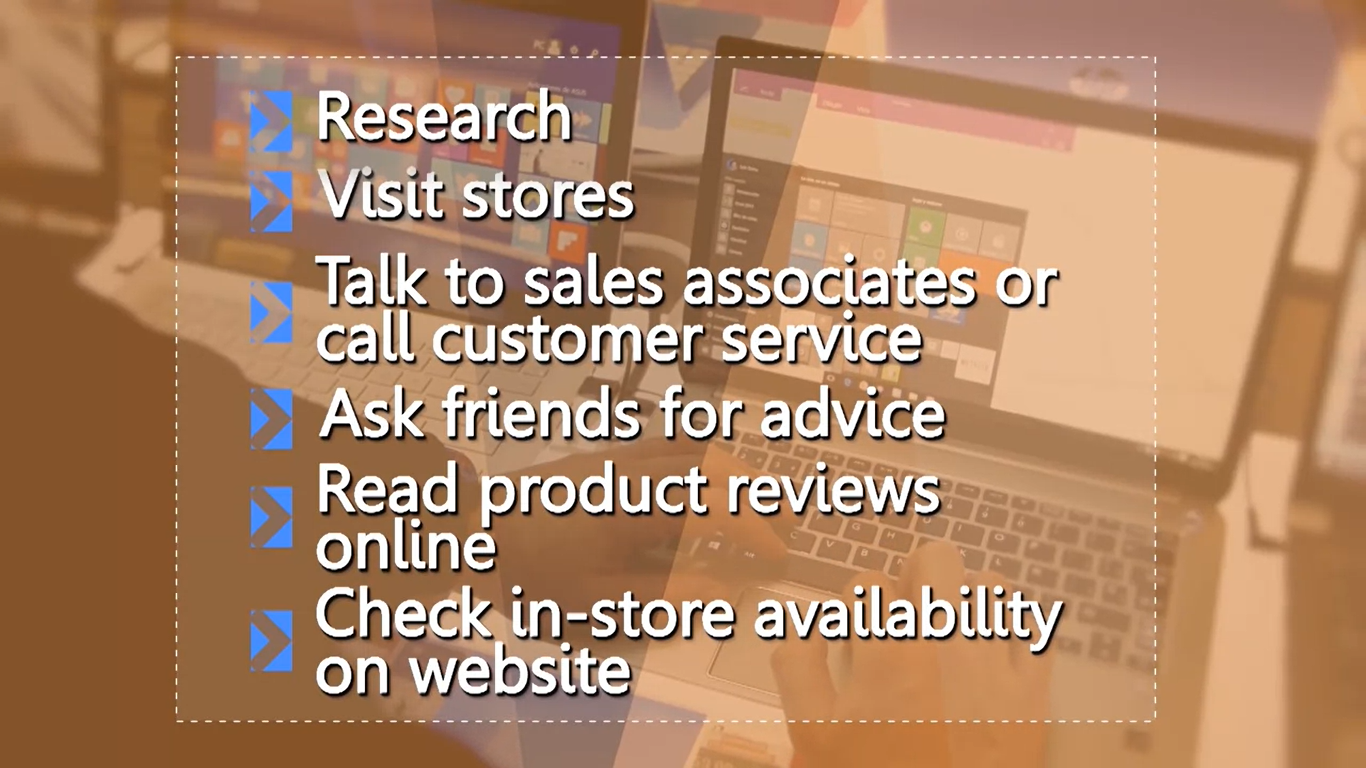 Research
Visit stores
Talk to sales associates or
call customer service
Ask friends for advice
Read product reviews
online
Check in-store availability
on website